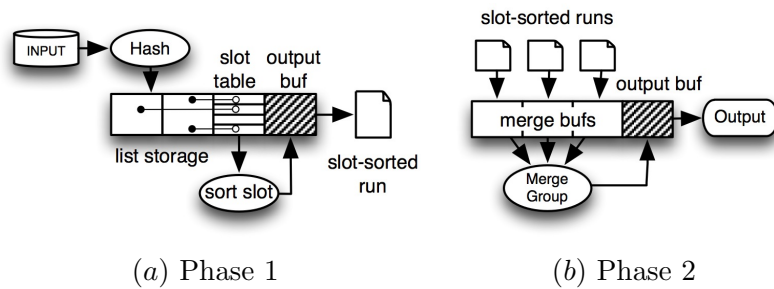 INPUT
Hash
slot
table
output
buf
list storage
sort slot
slot-sorted
run
(a) Phase 1
slot-sorted runs
output buf
merge bufs
Output
Merge
Group
(b) Phase 2